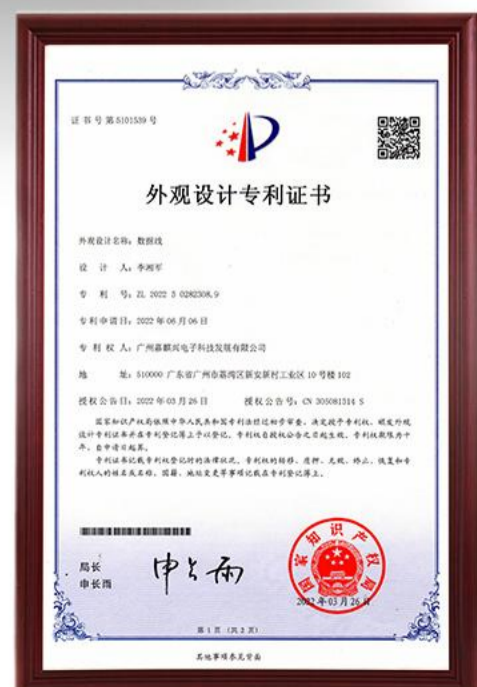 证书号第5101539号
外观设计专利证书
外观设计名称：数据线
设 计 人：李湘军
专 利 号：ZL 2022 3 0282308.9
专利申请日：2022年06月06日
专 利 权 人：广州嘉麒兴电子科技发展有限公司
地 址：510000 广东省广州市荔湾区新安新村工业区10号楼102
授权公告日：2022年03月26日 授权公告号：CN 305081314 S
国家知识产权局依照中华人民共和国专利法经过初步审查，决定授予专利权，颁发外观
设计专利证书并在专利登记簿上予以登记。专利权自授权公告之日起生效。专利权期限为十
年，自申请日起算。
专利证书记载专利权登记时的法律状况。专利权的转移、质押、无效、终止、恢复和专
利权人的姓名或名称、国籍、地址变更等事项记载在专利登记簿上。
局长
申长雨
申长雨
国家知识产权局
2022年03月26日
第 1 页 (共 2 页)
其他事项参见背面